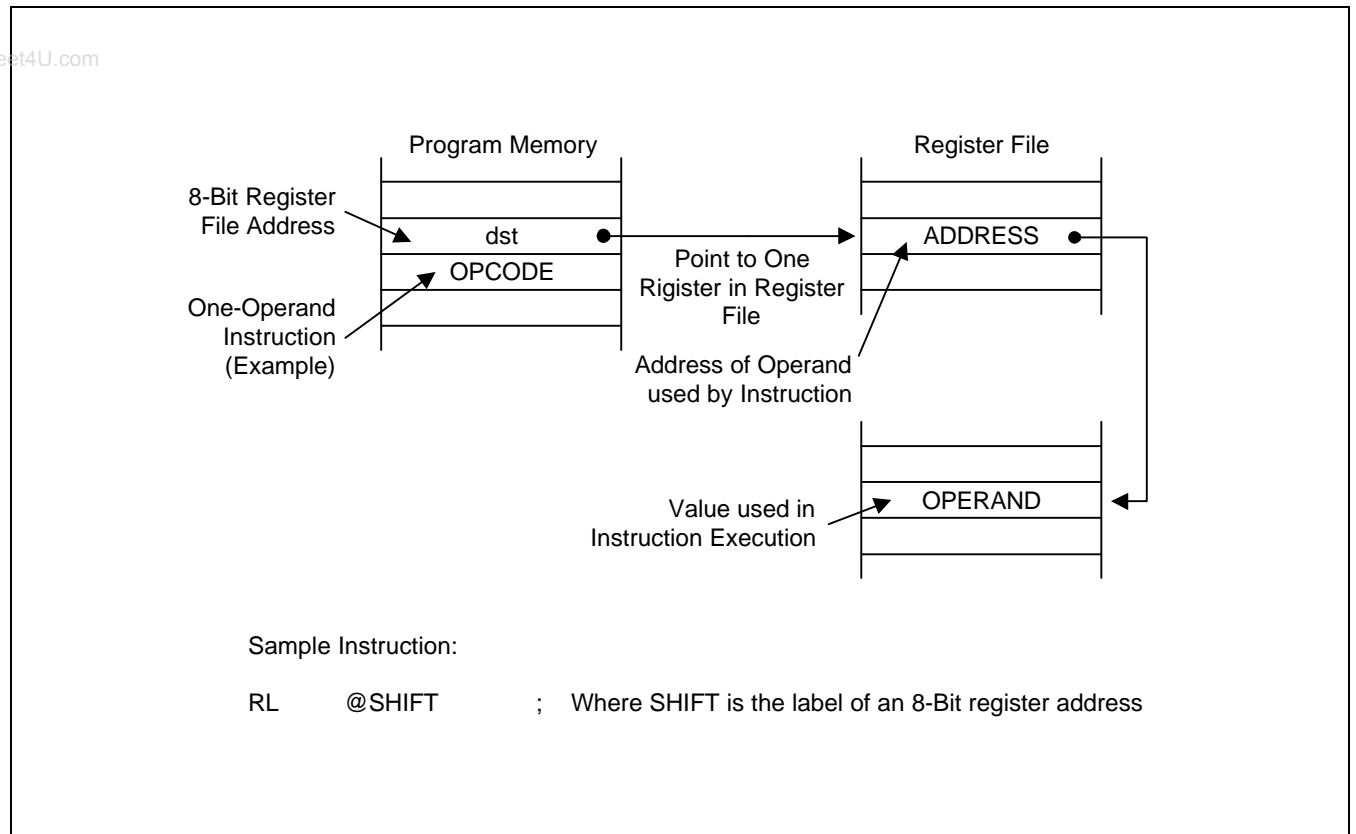 eet4U.com
Program Memory
Register File
8-Bit Register
File Address
dst
ADDRESS
OPCODE
Point to One
Rigister in Register
File
One-Operand
Instruction
(Example)
Address of Operand
used by Instruction
OPERAND
Value used in
Instruction Execution
Sample Instruction:
RL @SHIFT ; Where SHIFT is the label of an 8-Bit register address